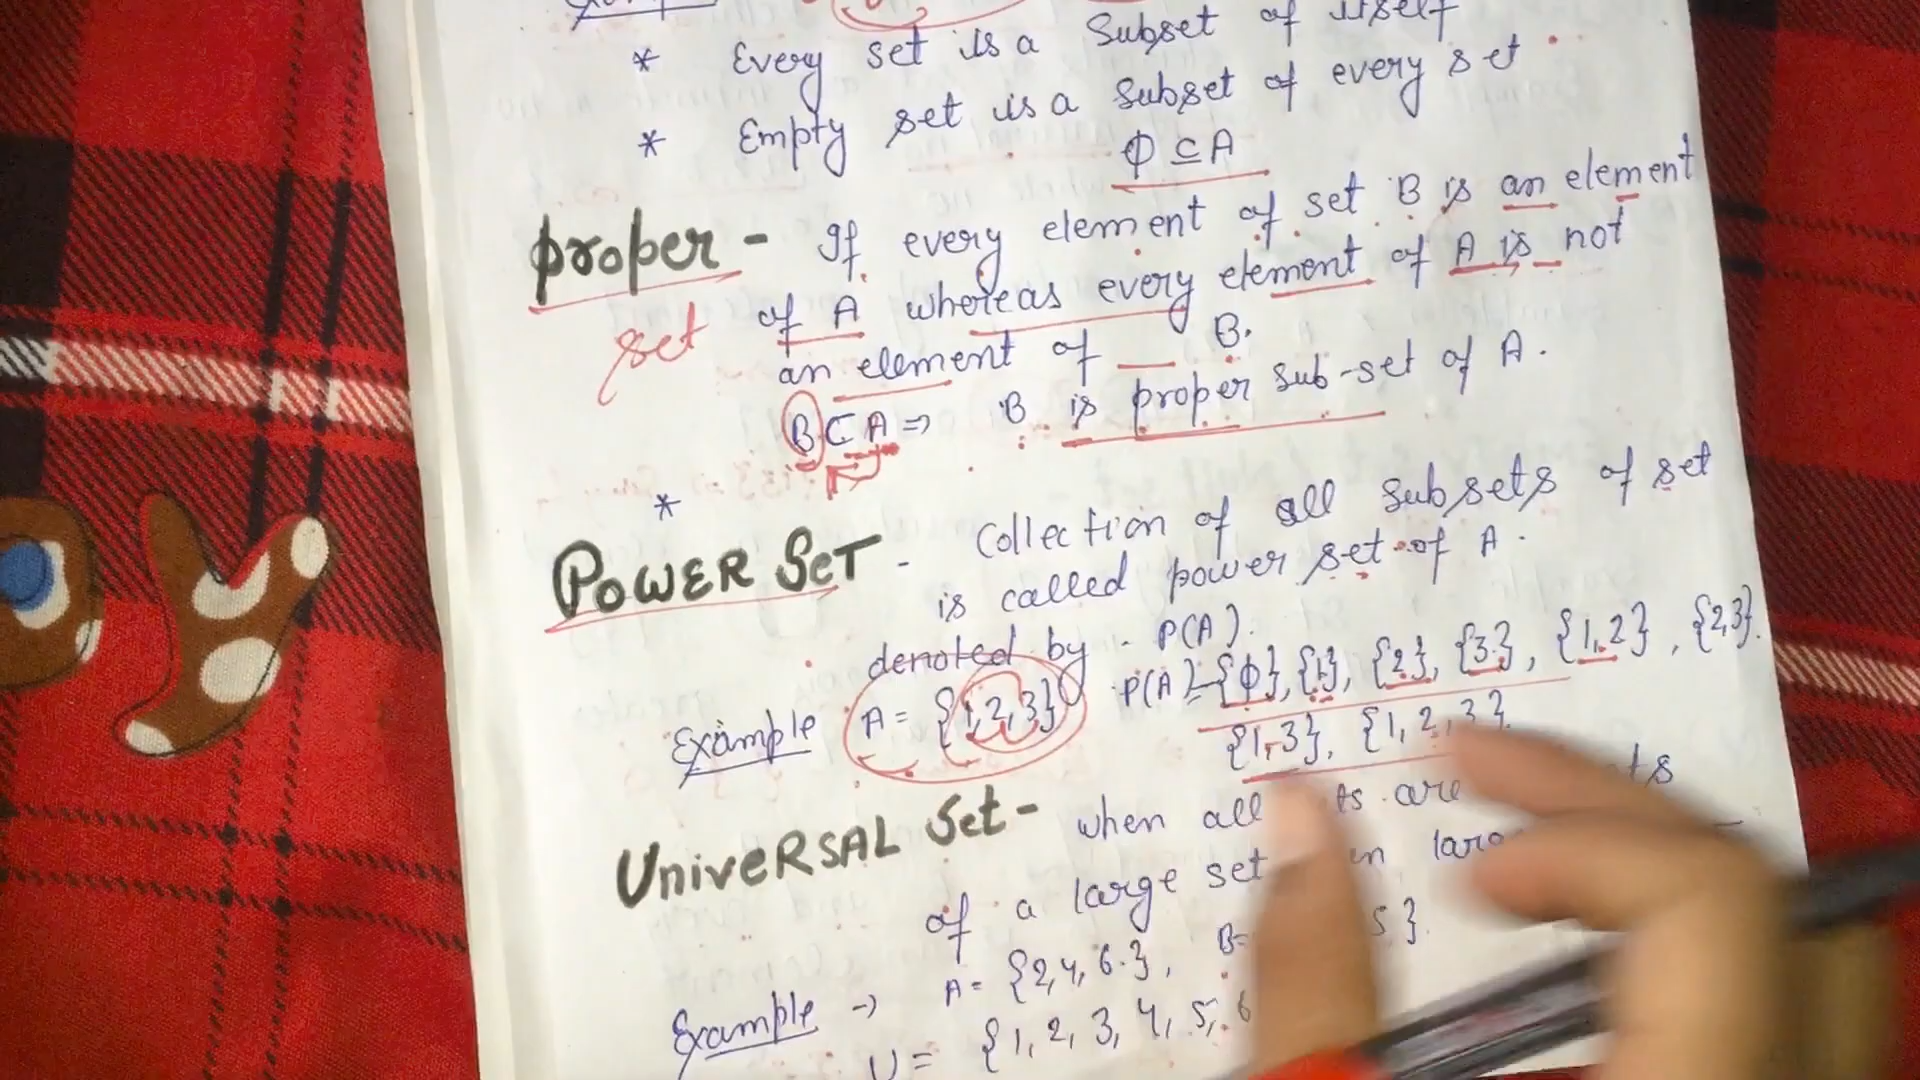 * Every set is a Subset of itself
* Empty set is a Subset of every set
ϕ ⊆ A
proper - If every element of set B is an element
set of A whereas every element of A is not
an element of B.
B ⊂ A ⇒ B is proper sub-set of A.
*
POWER SET - Collection of all subsets of set
is called power set of A.
denoted by - P(A).
Example A = {1,2,3} P(A) = {ϕ}, {1}, {2}, {3}, {1,2}, {2,3}.
{1,3}, {1,2,3}.
UniveRSAL Set - when all are
of a large set
Example → A = {2,4,6.}, B= 5}.
U = {1, 2, 3, 4, 5, 6